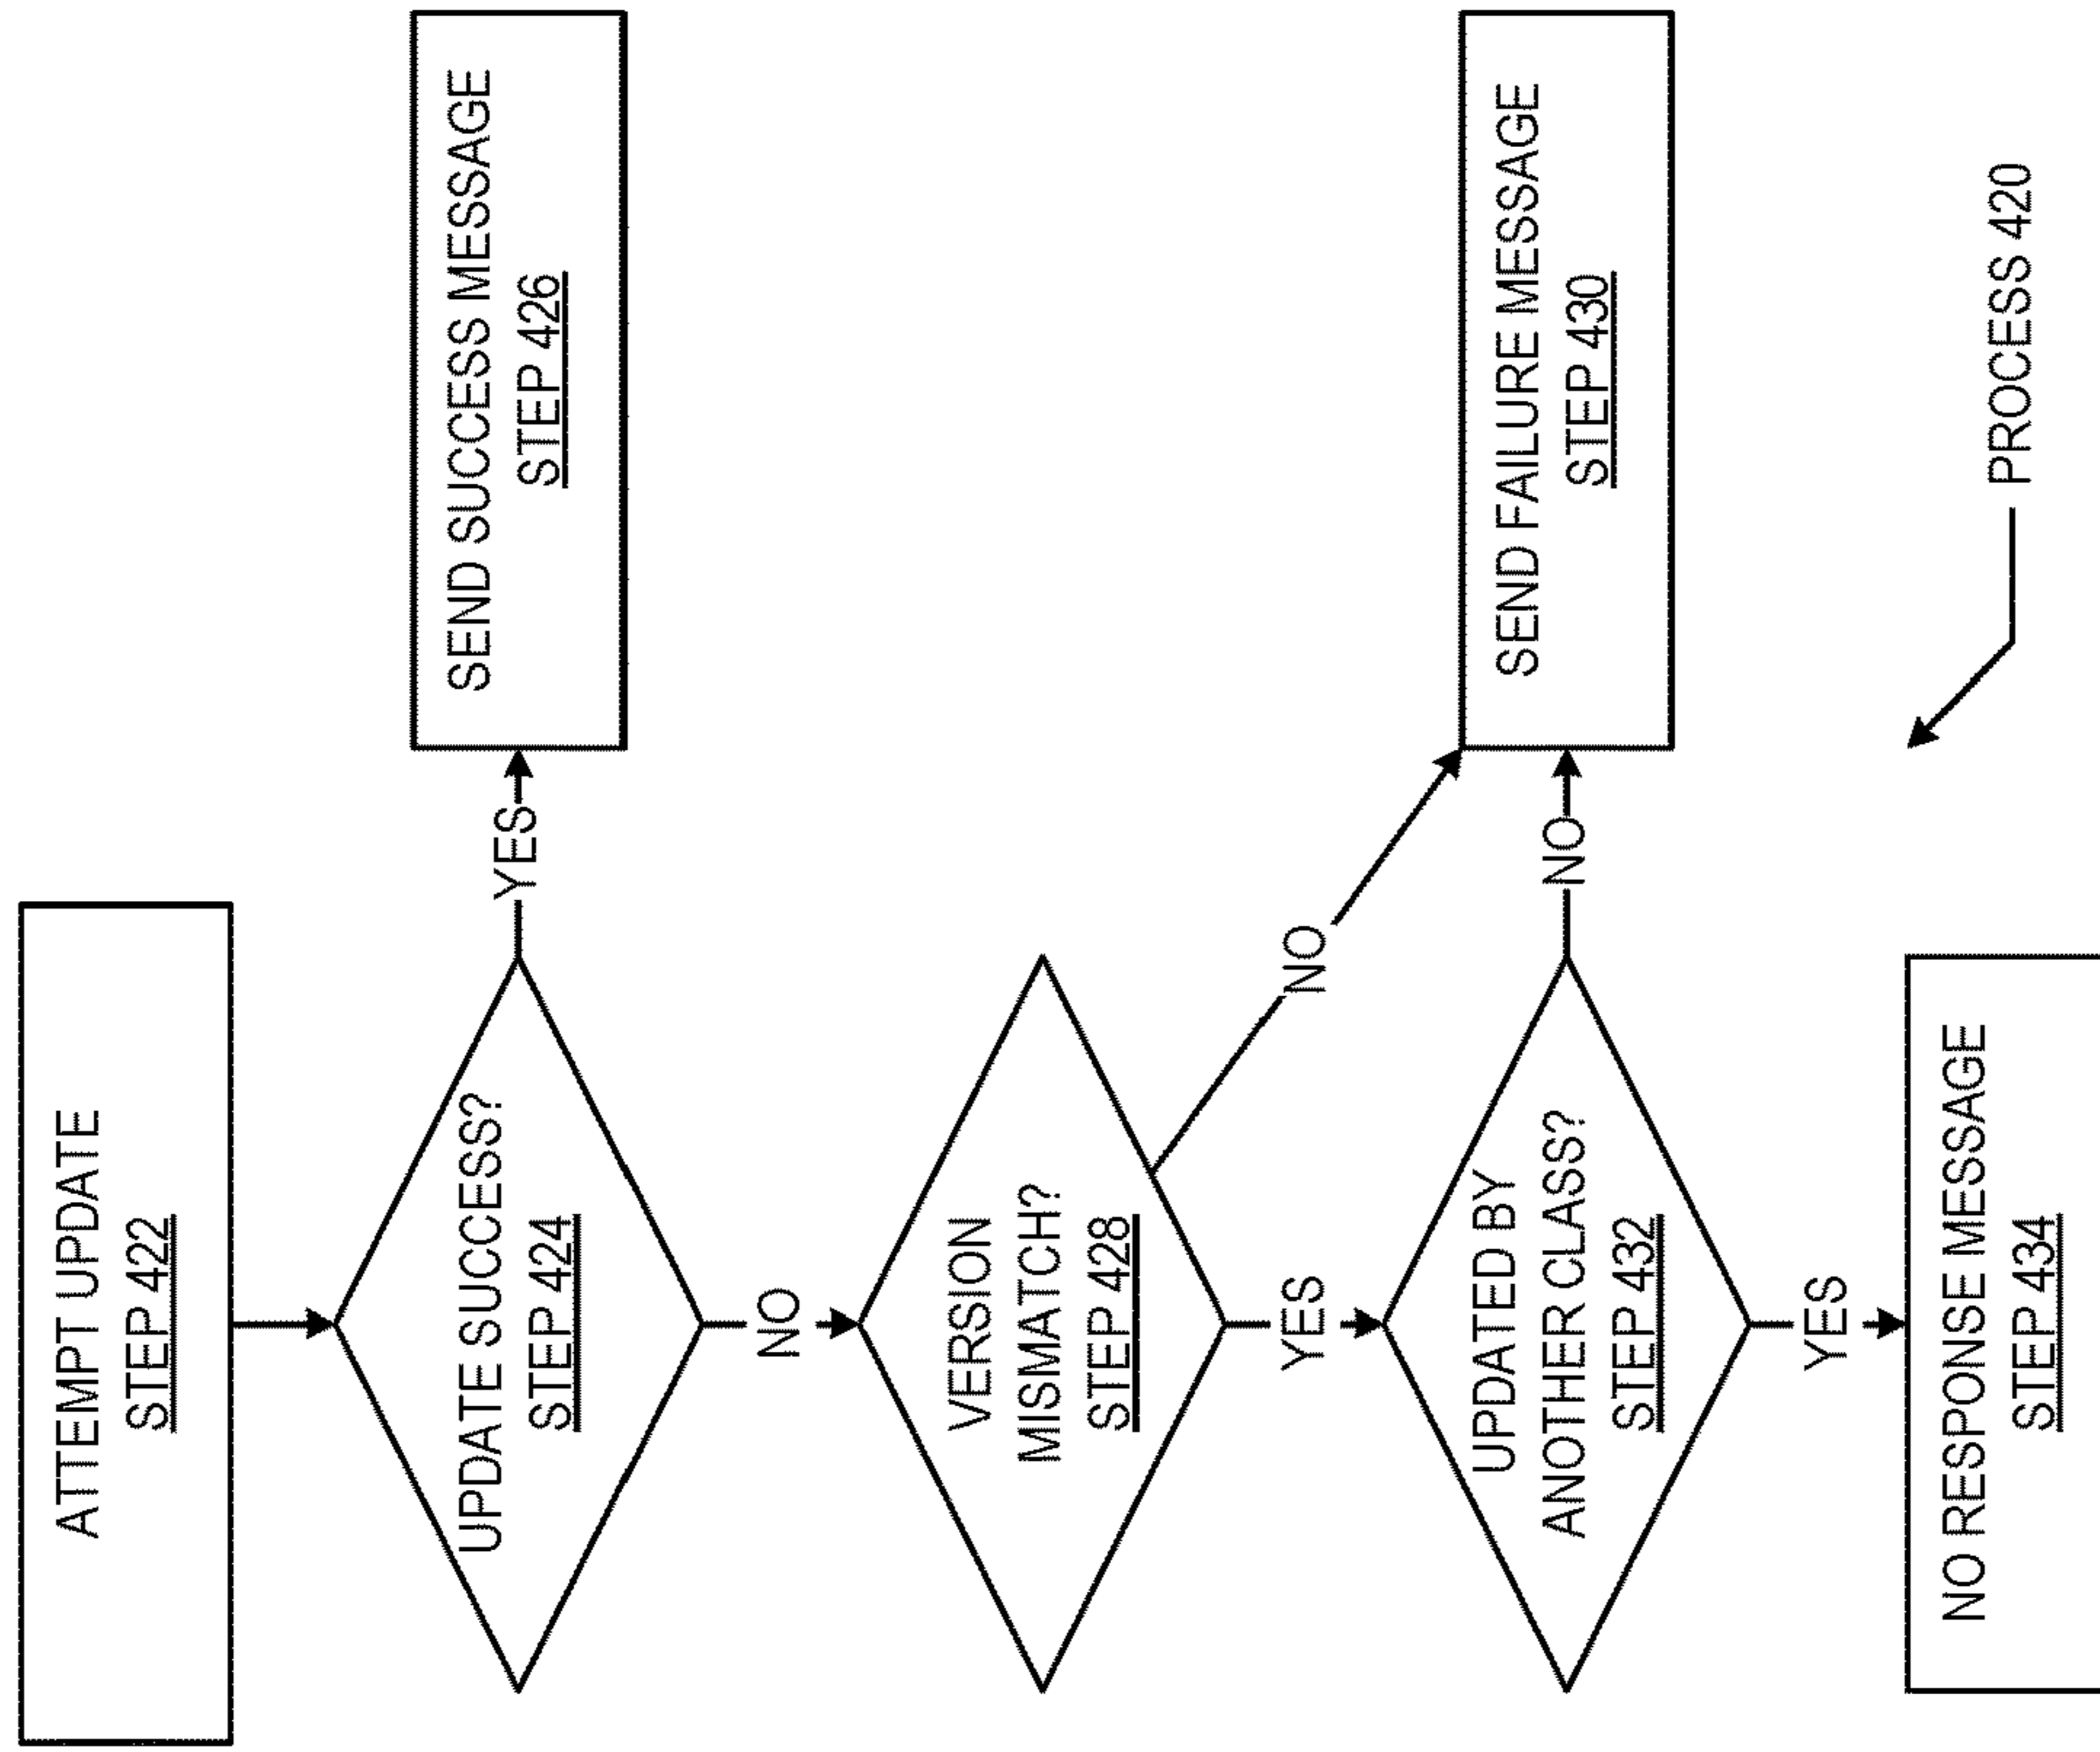 ATTEMPT UPDATE
STEP 422
UPDATE SUCCESS?
STEP 424
YES
SEND SUCCESS MESSAGE
STEP 426
NO
VERSION
MISMATCH?
STEP 428
NO
YES
UPDATED BY
ANOTHER CLASS?
STEP 432
NO
SEND FAILURE MESSAGE
STEP 430
YES
NO RESPONSE MESSAGE
STEP 434
PROCESS 420